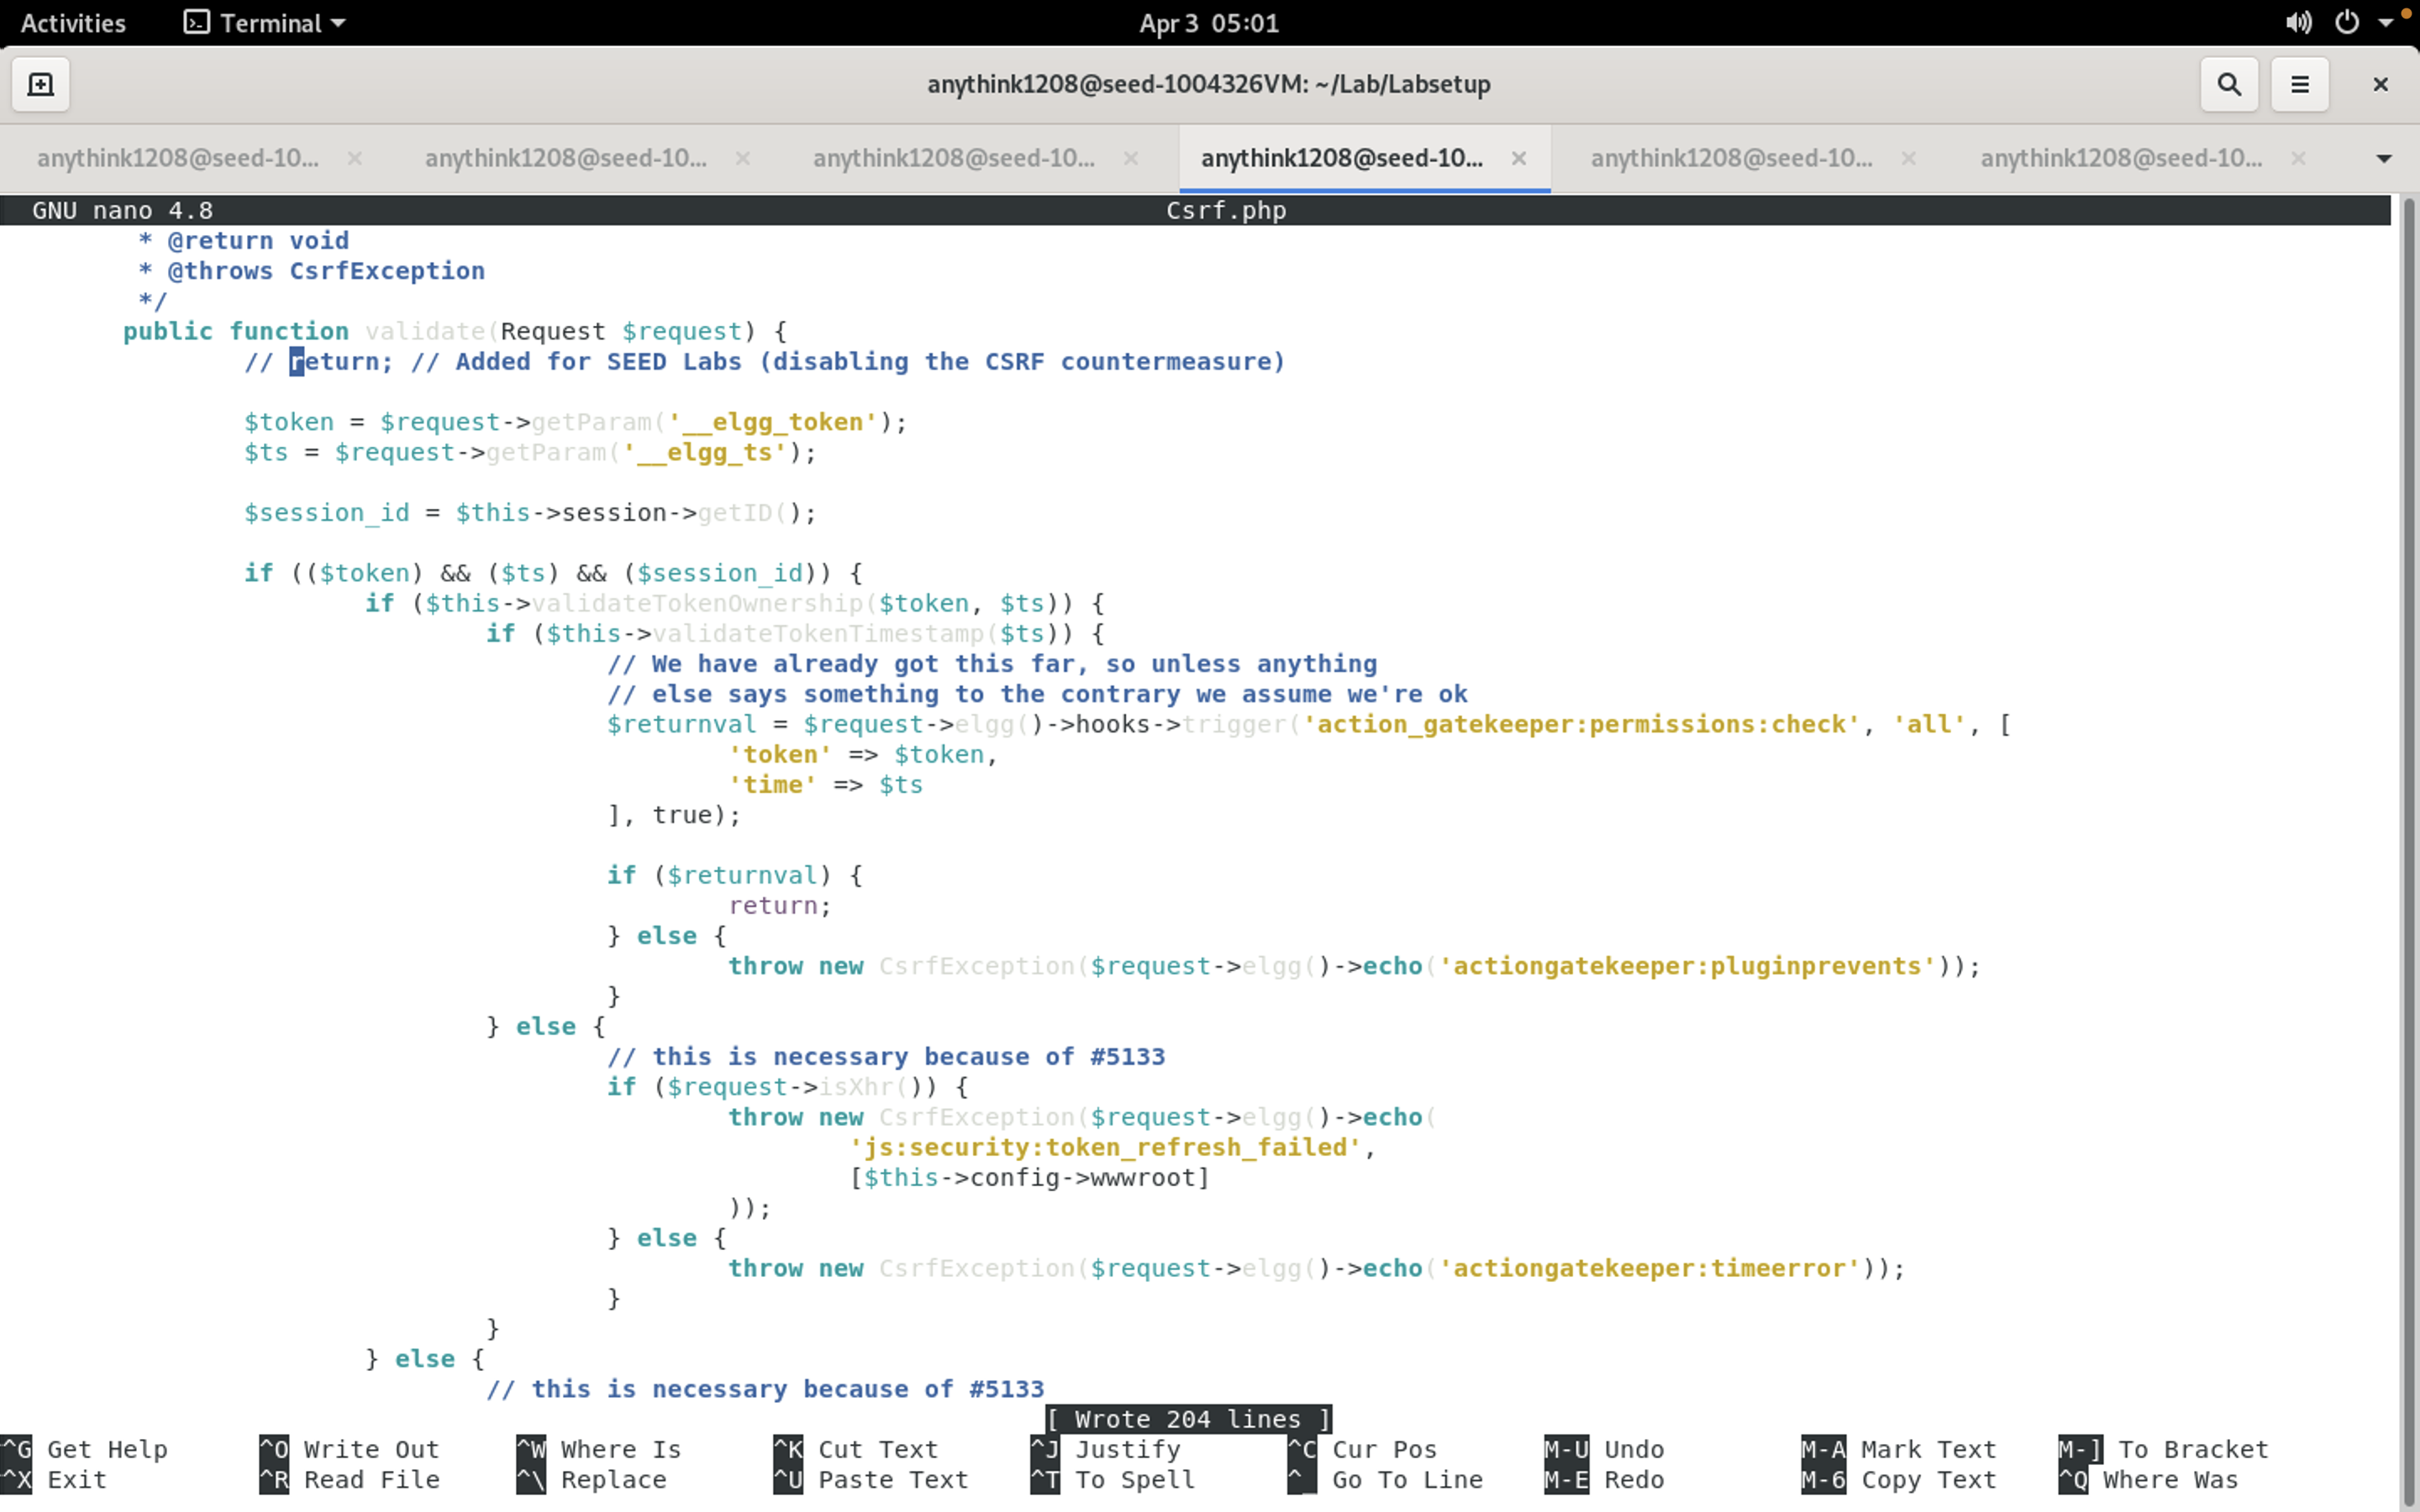 Activities Terminal Apr 3 05:01
anythink1208@seed-1004326VM: ~/Lab/Labsetup
anythink1208@seed-10... anythink1208@seed-10... anythink1208@seed-10... anythink1208@seed-10... anythink1208@seed-10... anythink1208@seed-10...
GNU nano 4.8 Csrf.php
* @return void
* @throws CsrfException
*/
public function validate(Request $request) {
// return; // Added for SEED Labs (disabling the CSRF countermeasure)
$token = $request->getParam('__elgg_token');
$ts = $request->getParam('__elgg_ts');
$session_id = $this->session->getID();
if (($token) && ($ts) && ($session_id)) {
if ($this->validateTokenOwnership($token, $ts)) {
if ($this->validateTokenTimestamp($ts)) {
// We have already got this far, so unless anything
// else says something to the contrary we assume we're ok
$returnval = $request->elgg()->hooks->trigger('action_gatekeeper:permissions:check', 'all', [
'token' => $token,
'time' => $ts
], true);
if ($returnval) {
return;
} else {
throw new CsrfException($request->elgg()->echo('actiongatekeeper:pluginprevents'));
}
} else {
// this is necessary because of #5133
if ($request->isXhr()) {
throw new CsrfException($request->elgg()->echo(
'js:security:token_refresh_failed',
[$this->config->wwwroot]
));
} else {
throw new CsrfException($request->elgg()->echo('actiongatekeeper:timeerror'));
}
}
} else {
// this is necessary because of #5133
[ Wrote 204 lines ]
^G Get Help ^O Write Out ^W Where Is ^K Cut Text ^J Justify ^C Cur Pos M-U Undo M-A Mark Text M-] To Bracket
^X Exit ^R Read File ^\ Replace ^U Paste Text ^T To Spell ^_ Go To Line M-E Redo M-6 Copy Text ^Q Where Was